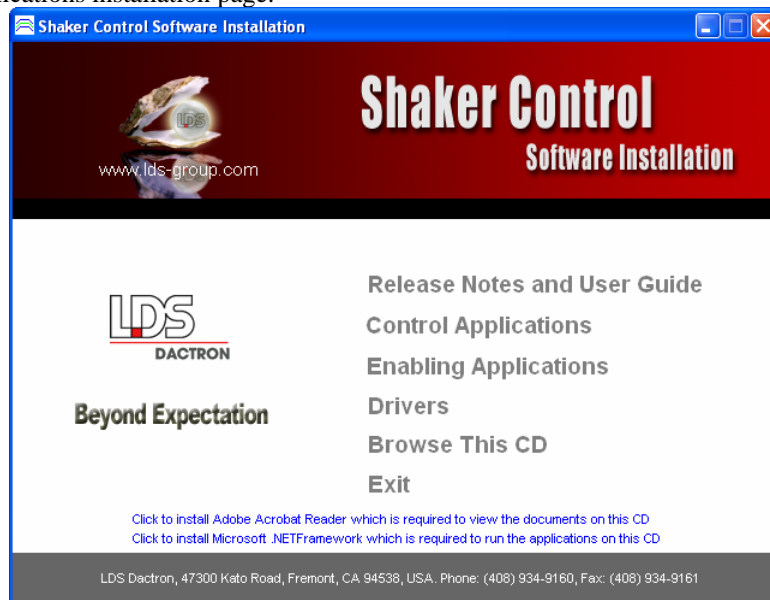 ications installation page.
Shaker Control Software Installation
LDS
www.lds-group.com
Shaker Control
Software Installation
LDS
DACTRON
Beyond Expectation
Release Notes and User Guide
Control Applications
Enabling Applications
Drivers
Browse This CD
Exit
Click to install Adobe Acrobat Reader which is required to view the documents on this CD
Click to install Microsoft .NETFramework which is required to run the applications on this CD
LDS Dactron, 47300 Kato Road, Fremont, CA 94538, USA. Phone: (408) 934-9160, Fax: (408) 934-9161